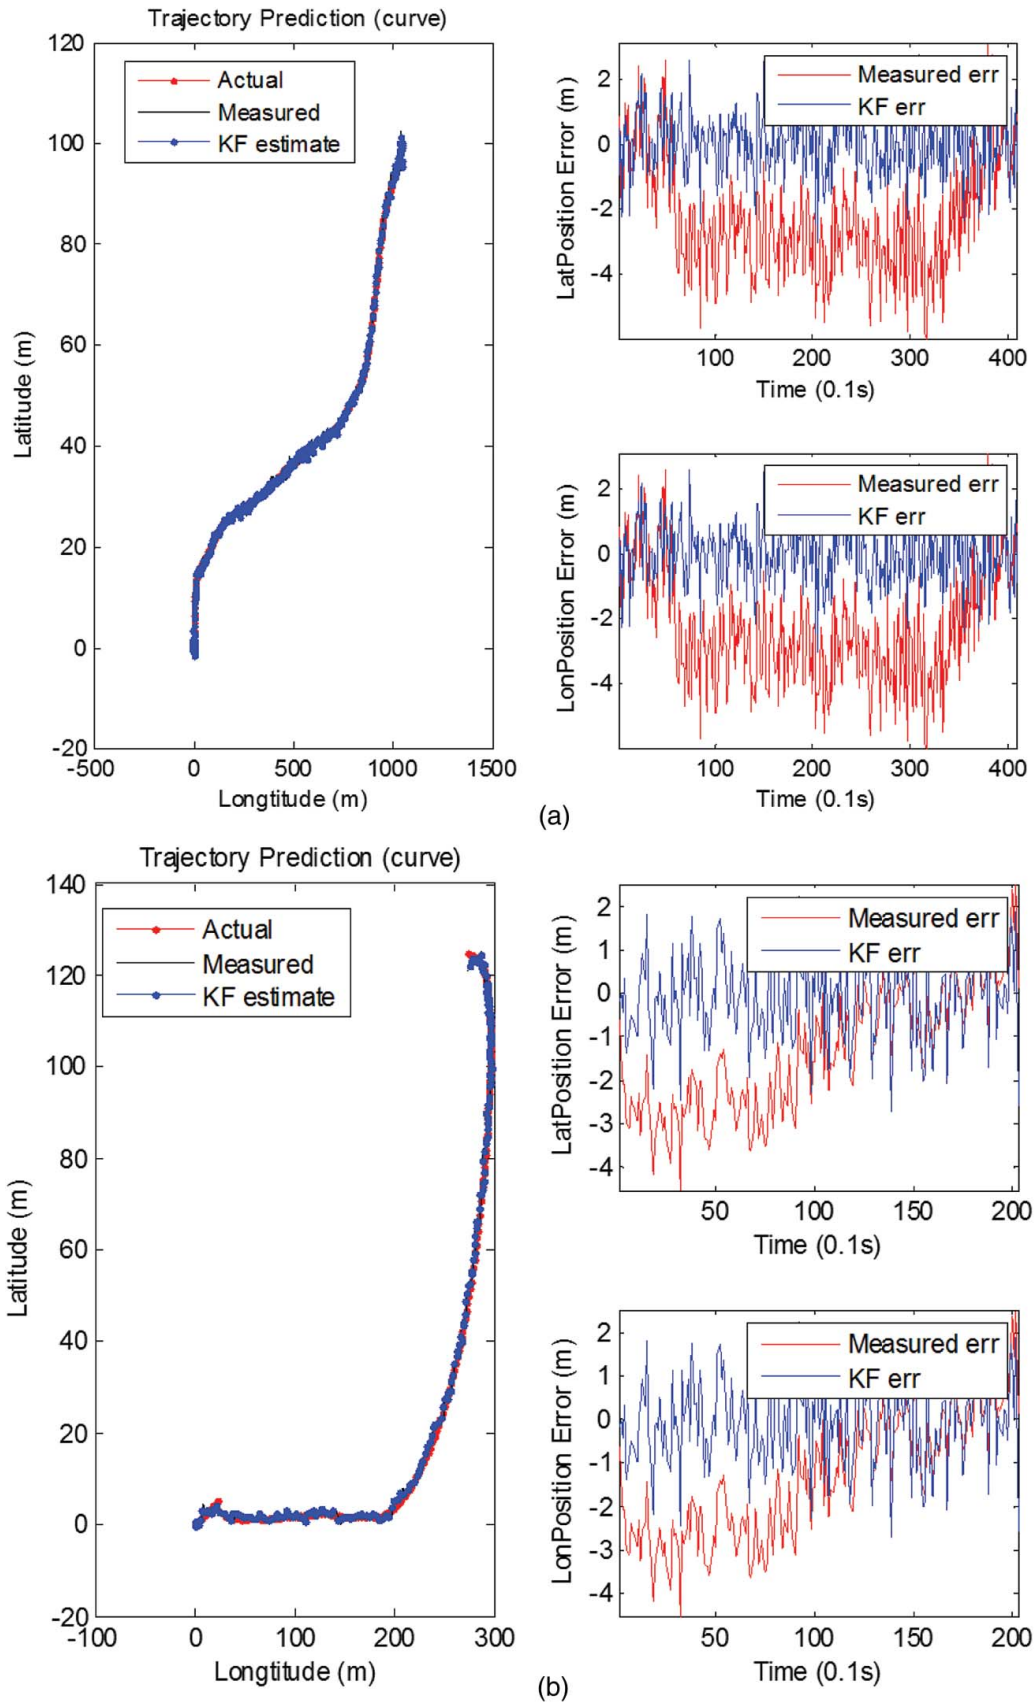 Trajectory Prediction (curve)
120
100
80
60
40
20
0
-20
-500
0
500
1000
1500
Latitude (m)
Longtitude (m)
Actual
Measured
KF estimate
2
0
-2
-4
100
200
300
400
LatPosition Error (m)
Time (0.1s)
Measured err
KF err
2
0
-2
-4
100
200
300
400
LonPosition Error (m)
Time (0.1s)
Measured err
KF err
(a)
Trajectory Prediction (curve)
140
120
100
80
60
40
20
0
-20
-100
0
100
200
300
Latitude (m)
Longtitude (m)
Actual
Measured
KF estimate
2
1
0
-1
-2
-3
-4
50
100
150
200
LatPosition Error (m)
Time (0.1s)
Measured err
KF err
2
1
0
-1
-2
-3
-4
50
100
150
200
LonPosition Error (m)
Time (0.1s)
Measured err
KF err
(b)